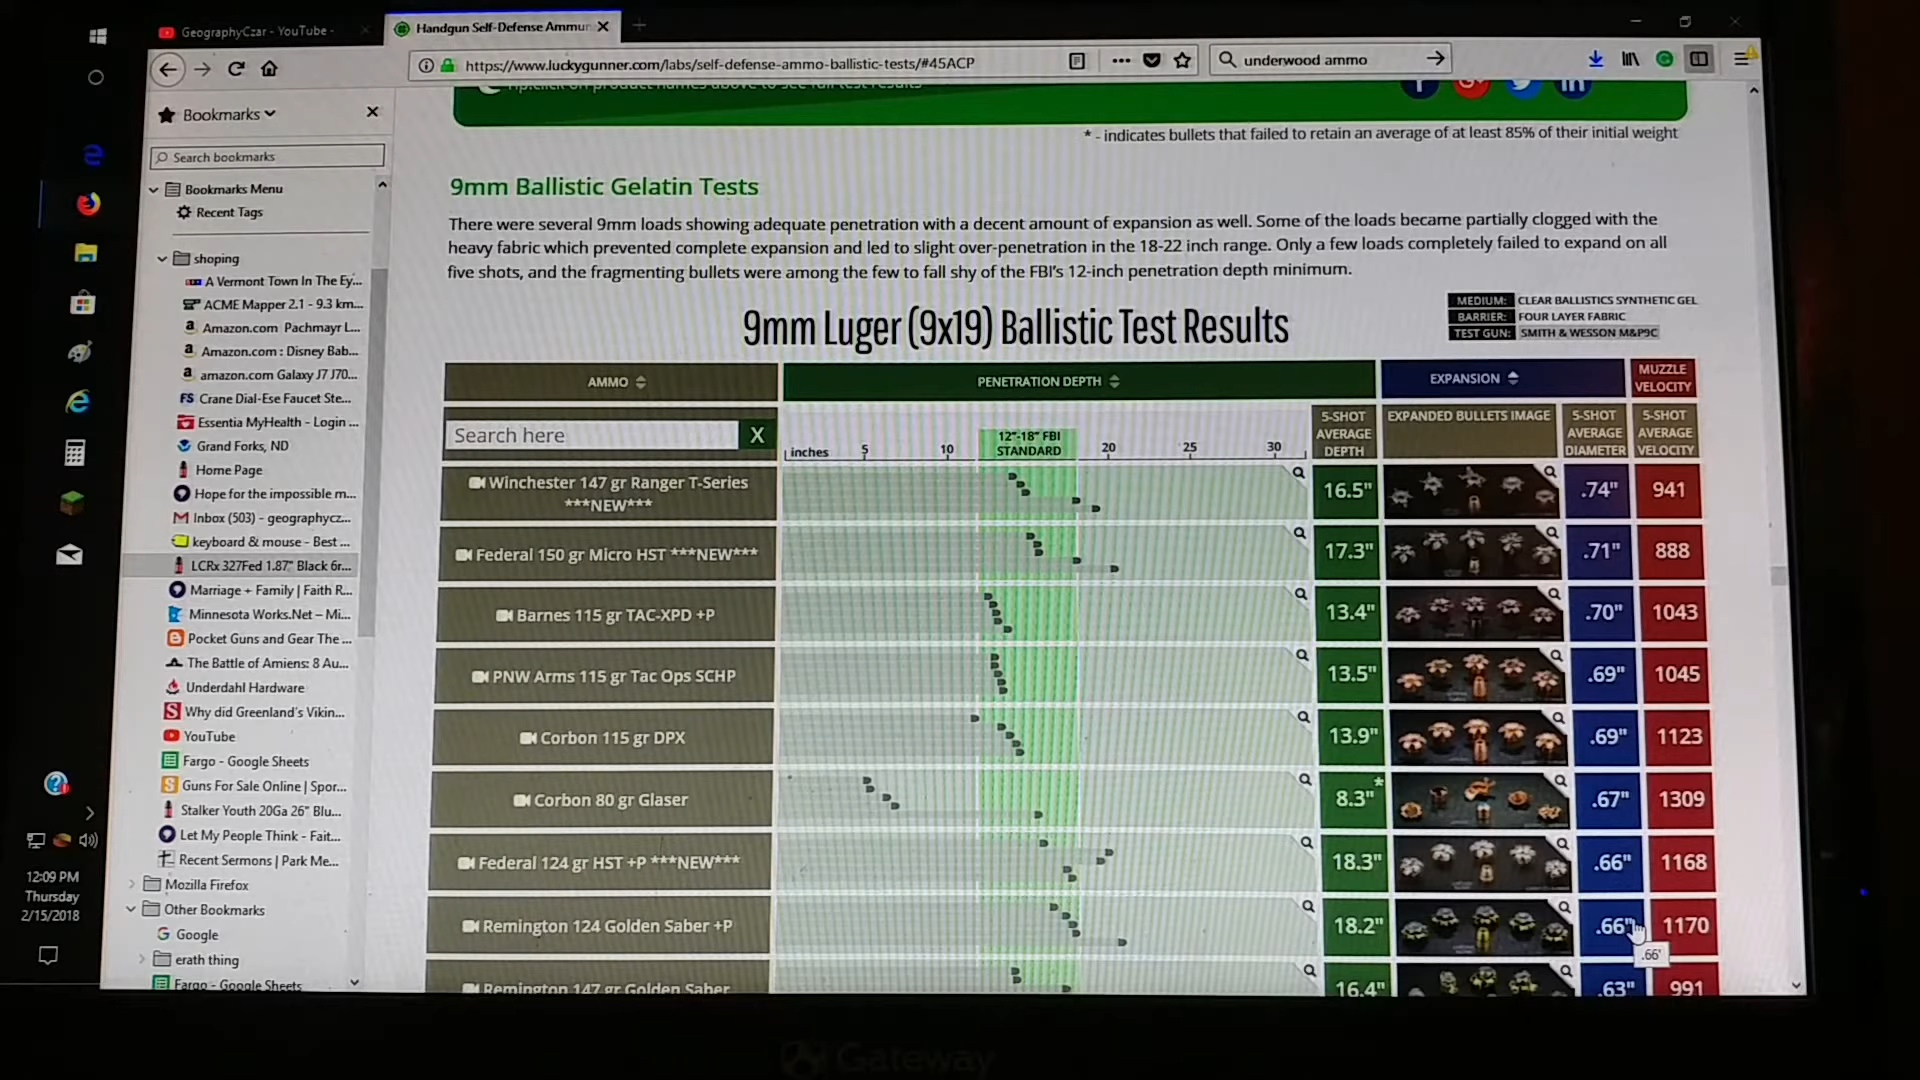 GeographyCzar - YouTube -
Handgun Self-Defense Ammu
https://www.luckygunner.com/labs/self-defense-ammo-ballistic-tests/#45ACP
underwood ammo
Bookmarks
Search bookmarks
Bookmarks Menu
Recent Tags
shoping
A Vermont Town In The Ey...
ACME Mapper 2.1 - 9.3 km...
Amazon.com Pachmayr L...
Amazon.com : Disney Bab...
amazon.com Galaxy J7 J70...
Crane Dial-Ese Faucet Ste...
Essentia MyHealth - Login ...
Grand Forks, ND
Home Page
Hope for the impossible m...
Inbox (503) - geographycz...
keyboard & mouse - Best ...
LCRx 327Fed 1.87" Black 6r...
Marriage + Family | Faith R...
Minnesota Works.Net – Mi...
Pocket Guns and Gear The ...
The Battle of Amiens: 8 Au...
Underdahl Hardware
Why did Greenland's Vikin...
YouTube
Fargo - Google Sheets
Guns For Sale Online | Spor...
Stalker Youth 20Ga 26" Blu...
Let My People Think - Fait...
Recent Sermons | Park Me...
Mozilla Firefox
Other Bookmarks
Google
erath thing
Fargo - Google Sheets
12:09 PM
Thursday
2/15/2018
Tip:click on product names above to see full test results
* - indicates bullets that failed to retain an average of at least 85% of their initial weight
9mm Ballistic Gelatin Tests
There were several 9mm loads showing adequate penetration with a decent amount of expansion as well. Some of the loads became partially clogged with the
heavy fabric which prevented complete expansion and led to slight over-penetration in the 18-22 inch range. Only a few loads completely failed to expand on all
five shots, and the fragmenting bullets were among the few to fall shy of the FBI's 12-inch penetration depth minimum.
9mm Luger (9x19) Ballistic Test Results
MEDIUM: CLEAR BALLISTICS SYNTHETIC GEL
BARRIER: FOUR LAYER FABRIC
TEST GUN: SMITH & WESSON M&P9C
AMMO PENETRATION DEPTH EXPANSION MUZZLE VELOCITY
Search here X
inches 5 10 12"-18" FBI STANDARD 20 25 30
5-SHOT AVERAGE DEPTH
EXPANDED BULLETS IMAGE
5-SHOT AVERAGE DIAMETER
5-SHOT AVERAGE VELOCITY
Winchester 147 gr Ranger T-Series ***NEW*** 16.5" .74" 941
Federal 150 gr Micro HST ***NEW*** 17.3" .71" 888
Barnes 115 gr TAC-XPD +P 13.4" .70" 1043
PNW Arms 115 gr Tac Ops SCHP 13.5" .69" 1045
Corbon 115 gr DPX 13.9" .69" 1123
Corbon 80 gr Glaser 8.3"* .67" 1309
Federal 124 gr HST +P ***NEW*** 18.3" .66" 1168
Remington 124 Golden Saber +P 18.2" .66" 1170
.66"
Remington 147 gr Golden Saber 16.4" .63" 991
Gateway